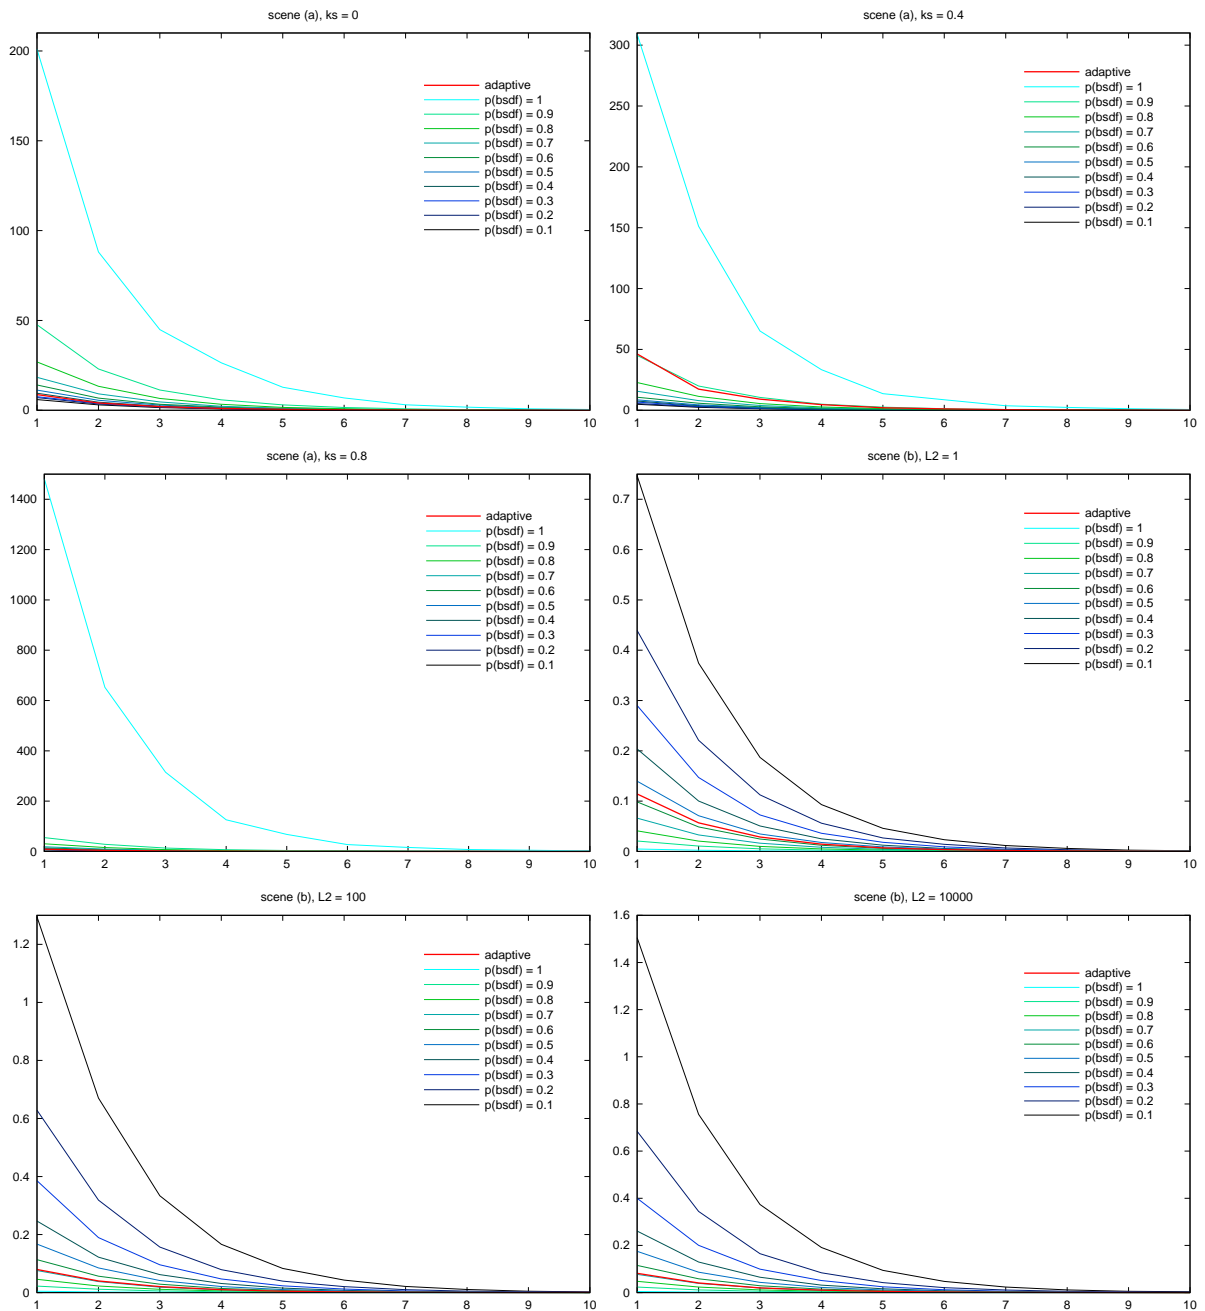 scene (a), ks = 0
200
150
100
50
0
1 2 3 4 5 6 7 8 9 10
adaptive
p(bsdf) = 1
p(bsdf) = 0.9
p(bsdf) = 0.8
p(bsdf) = 0.7
p(bsdf) = 0.6
p(bsdf) = 0.5
p(bsdf) = 0.4
p(bsdf) = 0.3
p(bsdf) = 0.2
p(bsdf) = 0.1
scene (a), ks = 0.4
300
250
200
150
100
50
0
1 2 3 4 5 6 7 8 9 10
adaptive
p(bsdf) = 1
p(bsdf) = 0.9
p(bsdf) = 0.8
p(bsdf) = 0.7
p(bsdf) = 0.6
p(bsdf) = 0.5
p(bsdf) = 0.4
p(bsdf) = 0.3
p(bsdf) = 0.2
p(bsdf) = 0.1
scene (a), ks = 0.8
1400
1200
1000
800
600
400
200
0
1 2 3 4 5 6 7 8 9 10
adaptive
p(bsdf) = 1
p(bsdf) = 0.9
p(bsdf) = 0.8
p(bsdf) = 0.7
p(bsdf) = 0.6
p(bsdf) = 0.5
p(bsdf) = 0.4
p(bsdf) = 0.3
p(bsdf) = 0.2
p(bsdf) = 0.1
scene (b), L2 = 1
0.7
0.6
0.5
0.4
0.3
0.2
0.1
0
1 2 3 4 5 6 7 8 9 10
adaptive
p(bsdf) = 1
p(bsdf) = 0.9
p(bsdf) = 0.8
p(bsdf) = 0.7
p(bsdf) = 0.6
p(bsdf) = 0.5
p(bsdf) = 0.4
p(bsdf) = 0.3
p(bsdf) = 0.2
p(bsdf) = 0.1
scene (b), L2 = 100
1.2
1
0.8
0.6
0.4
0.2
0
1 2 3 4 5 6 7 8 9 10
adaptive
p(bsdf) = 1
p(bsdf) = 0.9
p(bsdf) = 0.8
p(bsdf) = 0.7
p(bsdf) = 0.6
p(bsdf) = 0.5
p(bsdf) = 0.4
p(bsdf) = 0.3
p(bsdf) = 0.2
p(bsdf) = 0.1
scene (b), L2 = 10000
1.6
1.4
1.2
1
0.8
0.6
0.4
0.2
0
1 2 3 4 5 6 7 8 9 10
adaptive
p(bsdf) = 1
p(bsdf) = 0.9
p(bsdf) = 0.8
p(bsdf) = 0.7
p(bsdf) = 0.6
p(bsdf) = 0.5
p(bsdf) = 0.4
p(bsdf) = 0.3
p(bsdf) = 0.2
p(bsdf) = 0.1